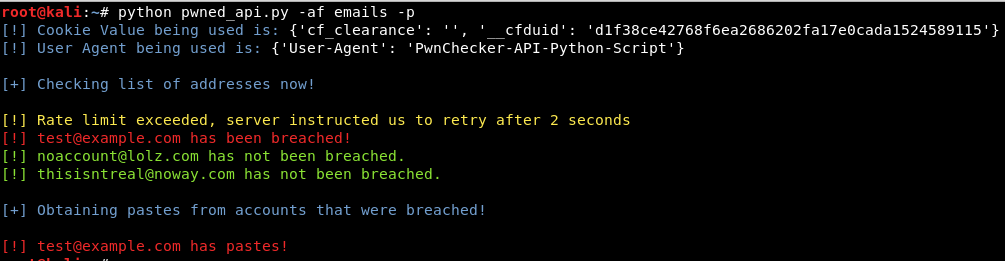 root@kali:~# python pwned_api.py -af emails -p
[!] Cookie Value being used is: {'cf_clearance': '', '__cfduid': 'd1f38ce42768f6ea2686202fa17e0cada1524589115'}
[!] User Agent being used is: {'User-Agent': 'PwnChecker-API-Python-Script'}
[+] Checking list of addresses now!
[!] Rate limit exceeded, server instructed us to retry after 2 seconds
[!] test@example.com has been breached!
[!] noaccount@lolz.com has not been breached.
[!] thisisntreal@noway.com has not been breached.
[+] Obtaining pastes from accounts that were breached!
[!] test@example.com has pastes!
root@kali:~#